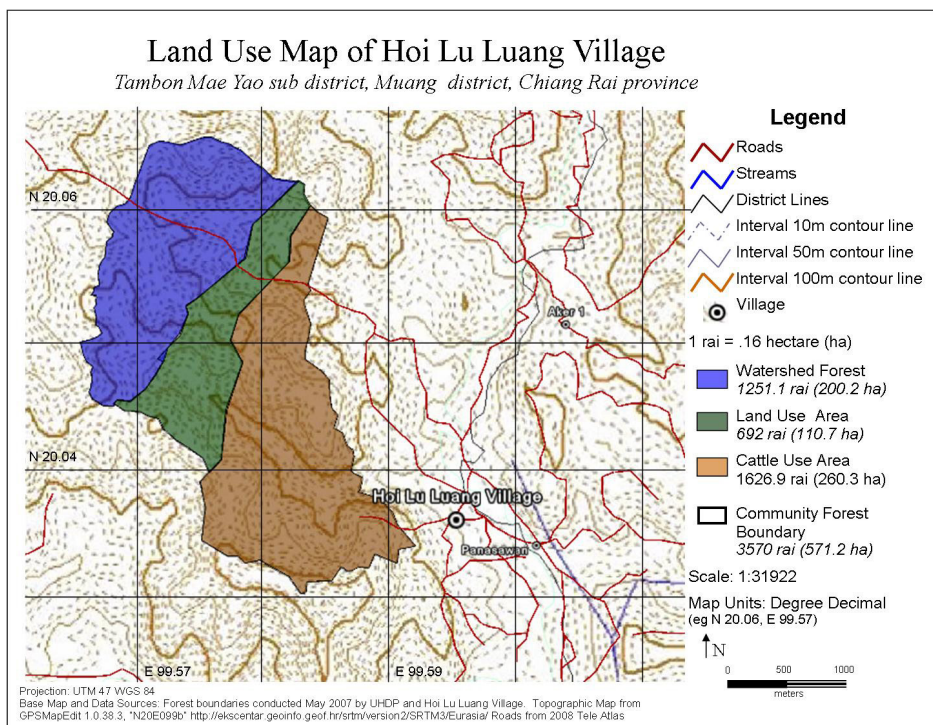 Land Use Map of Hoi Lu Luang Village
Tambon Mae Yao sub district, Muang  district, Chiang Rai province
Legend
Roads
Streams
District Lines
Interval 10m contour line
Interval 50m contour line
Interval 100m contour line
Village
1 rai = .16 hectare (ha)
Watershed Forest
1251.1 rai (200.2 ha)
Land Use  Area
692 rai (110.7 ha)
Cattle Use Area
1626.9 rai (260.3 ha)
Community Forest
Boundary
3570 rai (571.2 ha)
Scale: 1:31922
Map Units: Degree Decimal
(eg N 20.06, E 99.57)
N
0 500 1000
meters
N 20.06
Aker 1
N 20.04
Hoi Lu Luang Village
Panasawan
E 99.57
E 99.59
Projection: UTM 47 WGS 84
Base Map and Data Sources: Forest boundaries conducted May 2007 by UHDP and Hoi Lu Luang Village.  Topographic Map from
GPSMapEdit 1.0.38.3, "N20E099b" http://ekscentar.geoinfo.geof.hr/srtm/version2/SRTM3/Eurasia/ Roads from 2008 Tele Atlas